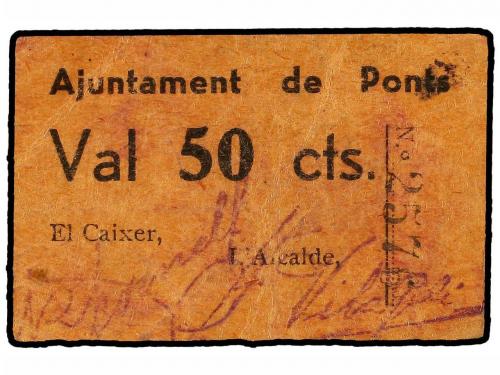 Ajuntament de Ponts
Val 50 cts.
El Caixer,
L'Alcalde,
N.º